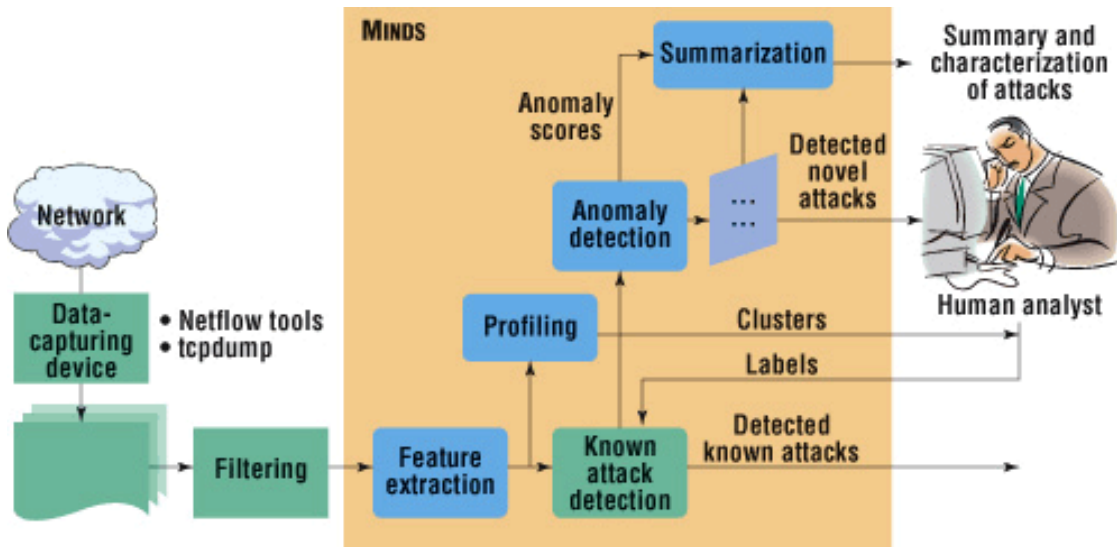 MINDS
Summarization
Summary and
characterization
of attacks
Anomaly
scores
Detected
novel
attacks
Network
Anomaly
detection
...
...
Data-
capturing
device
• Netflow tools
• tcpdump
Profiling
Clusters
Human analyst
Labels
Filtering
Feature
extraction
Known
attack
detection
Detected
known attacks